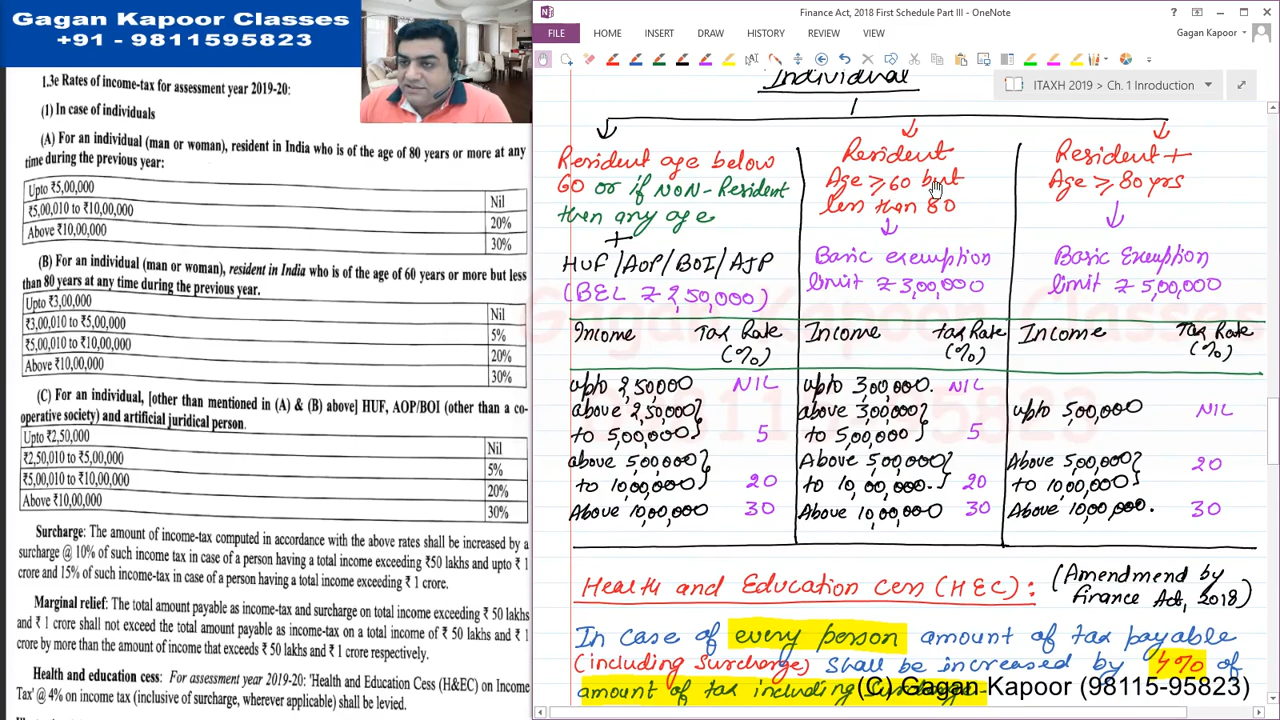 Gagan Kapoor Classes
+91 - 9811595823
1.3e Rates of income-tax for assessment year 2019-20:
(1) In case of individuals
(A) For an individual (man or woman), resident in India who is of the age of 80 years or more at any
time during the previous year:
Upto ₹5,00,000 Nil
₹5,00,010 to ₹10,00,000 20%
Above ₹10,00,000 30%
(B) For an individual (man or woman), resident in India who is of the age of 60 years or more but less
than 80 years at any time during the previous year.
Upto ₹3,00,000 Nil
₹3,00,010 to ₹5,00,000 5%
₹5,00,010 to ₹10,00,000 20%
Above ₹10,00,000 30%
(C) For an individual, [other than mentioned in (A) & (B) above] HUF, AOP/BOI (other than a co-
operative society) and artificial juridical person.
Upto ₹2,50,000 Nil
₹2,50,010 to ₹5,00,000 5%
₹5,00,010 to ₹10,00,000 20%
Above ₹10,00,000 30%
Surcharge: The amount of income-tax computed in accordance with the above rates shall be increased by a
surcharge @ 10% of such income tax in case of a person having a total income exceeding ₹50 lakhs and upto ₹ 1
crore and 15% of such income-tax in case of a person having a total income exceeding ₹ 1 crore.
Marginal relief: The total amount payable as income-tax and surcharge on total income exceeding ₹ 50 lakhs
and ₹ 1 crore shall not exceed the total amount payable as income-tax on a total income of ₹ 50 lakhs and ₹ 1
crore by more than the amount of income that exceeds ₹ 50 lakhs and ₹ 1 crore respectively.
Health and education cess: For assessment year 2019-20: 'Health and Education Cess (H&EC) on Income
Tax' @ 4% on income tax (inclusive of surcharge, wherever applicable) shall be levied.
Finance Act, 2018 First Schedule Part III - OneNote
FILE HOME INSERT DRAW HISTORY REVIEW VIEW
Gagan Kapoor
ITAXH 2019 > Ch. 1 Inroduction
Individual
Resident age below
60 or if NON-Resident
then any age
+
HUF/AOP/BOI/AJP
(BEL ₹ 2,50,000)
Resident
Age ≥ 60 but
less than 80
Basic exemption
limit ₹ 3,00,000
Resident +
Age ≥ 80 yrs
Basic Exemption
limit ₹ 5,00,000
Income Tax Rate (%) Income tax Rate (%) Income Tax Rate (%)
upto 2,50,000 NIL
above 2,50,000
to 5,00,000 5
above 5,00,000
to 10,00,000 20
Above 10,00,000 30
upto 3,00,000. NIL
above 3,00,000
to 5,00,000 5
Above 5,00,000
to 10,00,000. 20
Above 10,00,000 30
upto 5,00,000 NIL
Above 5,00,000
to 10,00,000 20
Above 10,00,000. 30
Health and Education Cess (HEC): (Amendmend by
Finance Act, 2018)
In case of every person amount of tax payable
(including Surcharge) shall be increased by 4% of
amount of tax including
(C) Gagan Kapoor (98115-95823)
Gagan Kapoor Classes